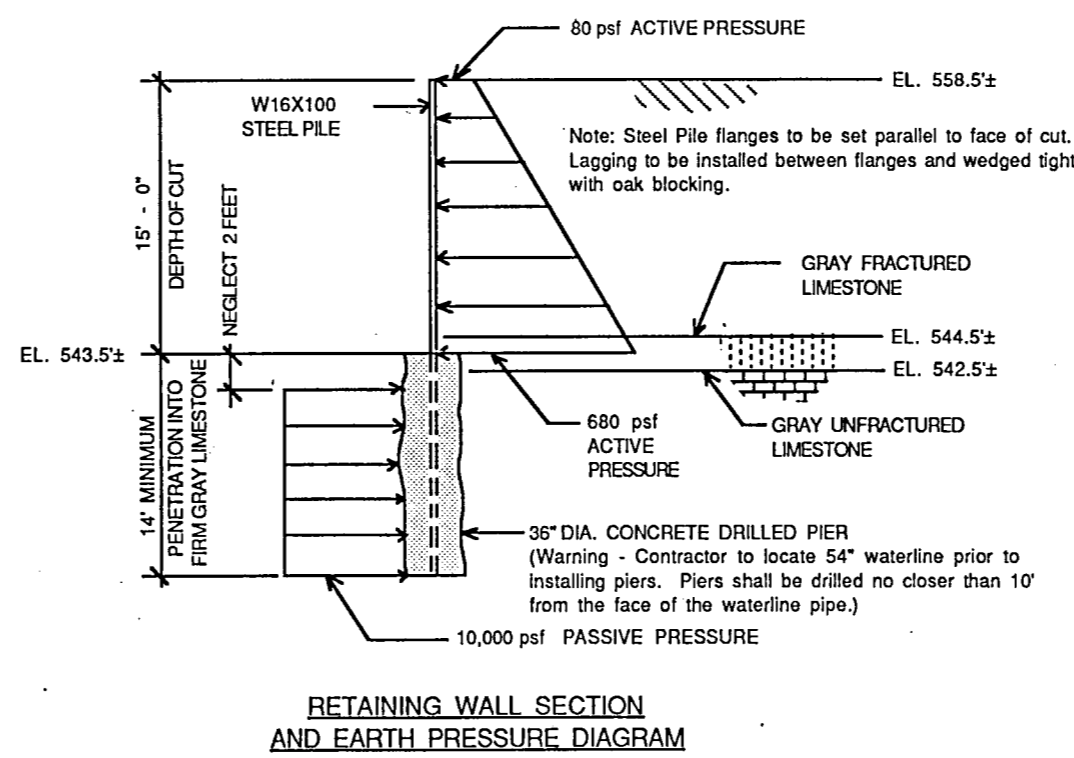 80 psf ACTIVE PRESSURE
EL. 558.5'±
W16X100
STEEL PILE
Note: Steel Pile flanges to be set parallel to face of cut.
Lagging to be installed between flanges and wedged tight
with oak blocking.
15' - 0"
DEPTH OF CUT
NEGLECT 2 FEET
GRAY FRACTURED
LIMESTONE
EL. 544.5'±
EL. 543.5'±
EL. 542.5'±
680 psf
ACTIVE
PRESSURE
GRAY UNFRACTURED
LIMESTONE
14' MINIMUM
PENETRATION INTO
FIRM GRAY LIMESTONE
36" DIA. CONCRETE DRILLED PIER
(Warning - Contractor to locate 54" waterline prior to
installing piers. Piers shall be drilled no closer than 10'
from the face of the waterline pipe.)
10,000 psf PASSIVE PRESSURE
RETAINING WALL SECTION
AND EARTH PRESSURE DIAGRAM